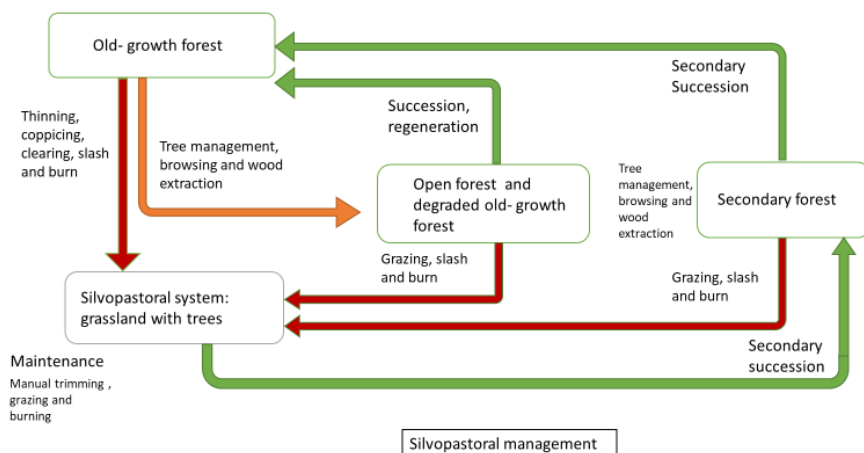 Old- growth forest
Thinning,
coppicing,
clearing, slash
and burn
Tree management,
browsing and wood
extraction
Succession,
regeneration
Secondary
Succession
Open forest and
degraded old- growth
forest
Tree
management,
browsing and
wood
extraction
Secondary forest
Grazing, slash
and burn
Grazing, slash
and burn
Silvopastoral system:
grassland with trees
Maintenance
Manual trimming ,
grazing and
burning
Secondary
succession
Silvopastoral management